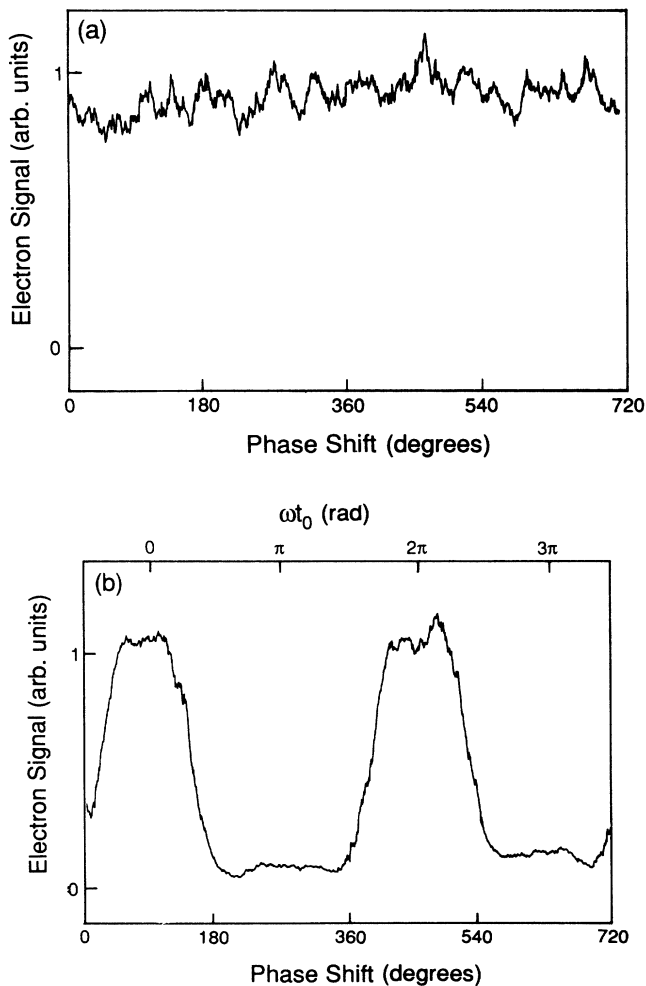 (a)
Electron Signal (arb. units)
1
0
0 180 360 540 720
Phase Shift (degrees)
ωt₀ (rad)
0 π 2π 3π
(b)
Electron Signal (arb. units)
1
0
0 180 360 540 720
Phase Shift (degrees)